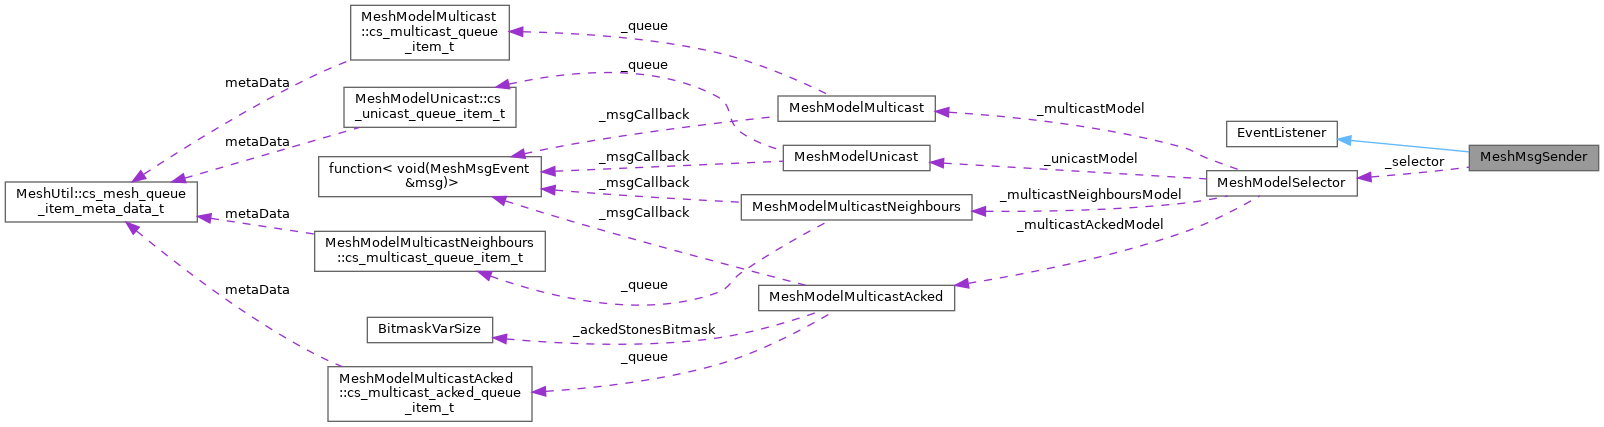 MeshModelMulticast
::cs_multicast_queue
_item_t
_queue
_queue
metaData
MeshModelUnicast::cs
_unicast_queue_item_t
MeshModelMulticast
_multicastModel
_msgCallback
EventListener
metaData
_msgCallback
MeshModelUnicast
_unicastModel
_selector
MeshMsgSender
function< void(MeshMsgEvent
&msg)>
_msgCallback
MeshModelSelector
MeshUtil::cs_mesh_queue
_item_meta_data_t
_multicastNeighboursModel
MeshModelMulticastNeighbours
metaData
_msgCallback
_multicastAckedModel
MeshModelMulticastNeighbours
::cs_multicast_queue_item_t
_queue
metaData
MeshModelMulticastAcked
BitmaskVarSize
_ackedStonesBitmask
_queue
MeshModelMulticastAcked
::cs_multicast_acked_queue
_item_t